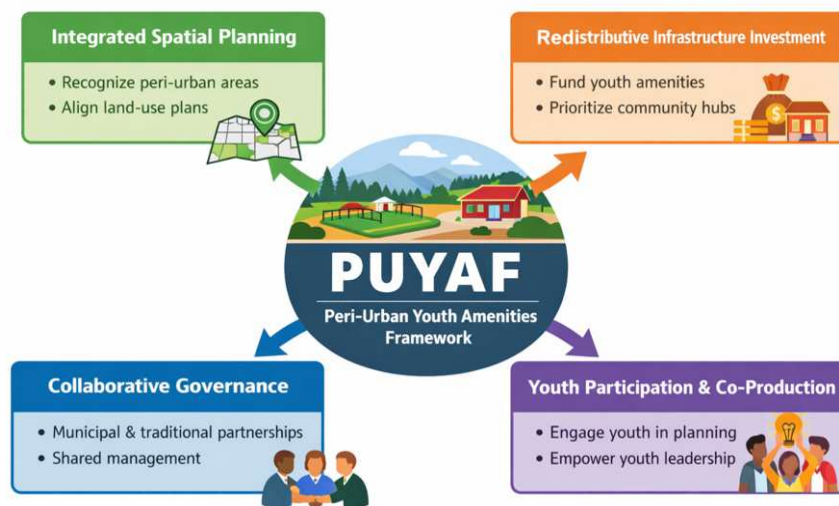 Integrated Spatial Planning
• Recognize peri-urban areas
• Align land-use plans
Redistributive Infrastructure Investment
• Fund youth amenities
• Prioritize community hubs
$
PUYAF
Peri-Urban Youth Amenities
Framework
Collaborative Governance
• Municipal & traditional partnerships
• Shared management
Youth Participation & Co-Production
• Engage youth in planning
• Empower youth leadership